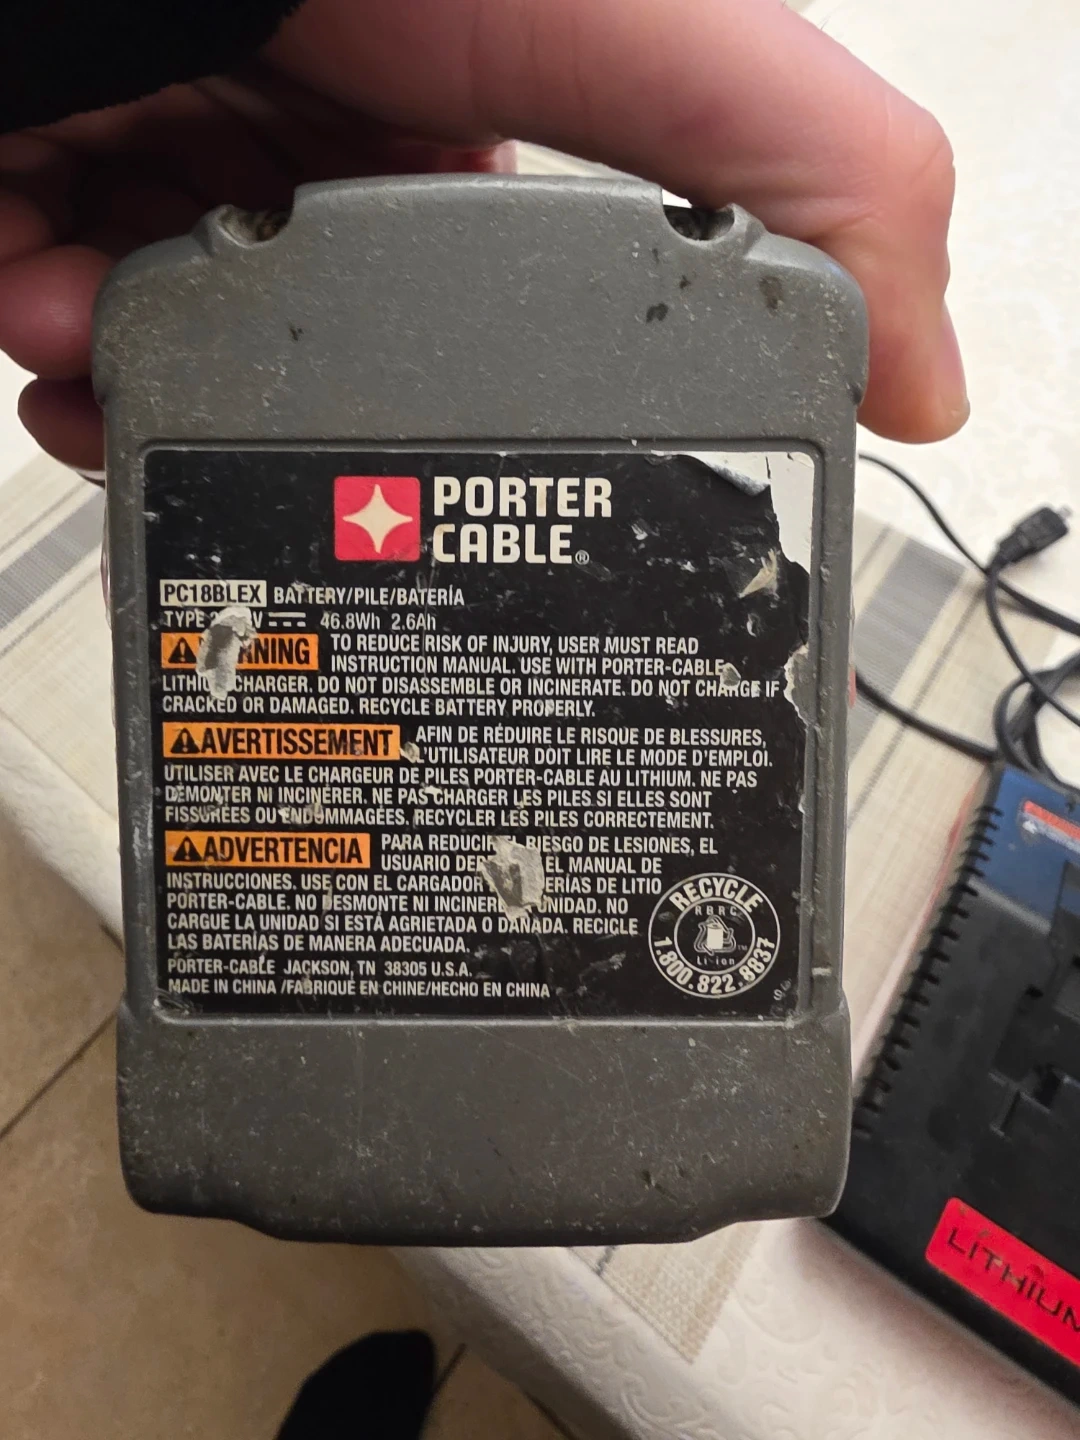 PORTER
CABLE®
PC18BLEX BATTERY/PILE/BATERÍA
TYPE V 46.8Wh 2.6Ah
TO REDUCE RISK OF INJURY, USER MUST READ
INSTRUCTION MANUAL. USE WITH PORTER-CABLE
CHARGER. DO NOT DISASSEMBLE OR INCINERATE. DO NOT CHARGE IF
CRACKED OR DAMAGED. RECYCLE BATTERY PROPERLY.
AVERTISSEMENT AFIN DE RÉDUIRE LE RISQUE DE BLESSURES,
L'UTILISATEUR DOIT LIRE LE MODE D'EMPLOI.
UTILISER AVEC LE CHARGEUR DE PILES PORTER-CABLE AU LITHIUM. NE PAS
DÉMONTER NI INCINÉRER. NE PAS CHARGER LES PILES SI ELLES SONT
FISSURÉES OU ENDOMMAGÉES. RECYCLER LES PILES CORRECTEMENT.
ADVERTENCIA PARA REDUCIR EL RIESGO DE LESIONES, EL
USUARIO EL MANUAL DE
INSTRUCCIONES. USE CON EL CARGADOR DE LITIO
PORTER-CABLE. NO DESMONTE NI NO
CARGUE LA UNIDAD SI ESTÁ AGRIETADA O DAÑADA. RECICLE
LAS BATERÍAS DE MANERA ADECUADA.
PORTER-CABLE JACKSON, TN 38305 U.S.A.
MADE IN CHINA /FABRIQUÉ EN CHINE/HECHO EN CHINA
RECYCLE
RBRC
Li-ion
1.800.822.8837
LITHIUM